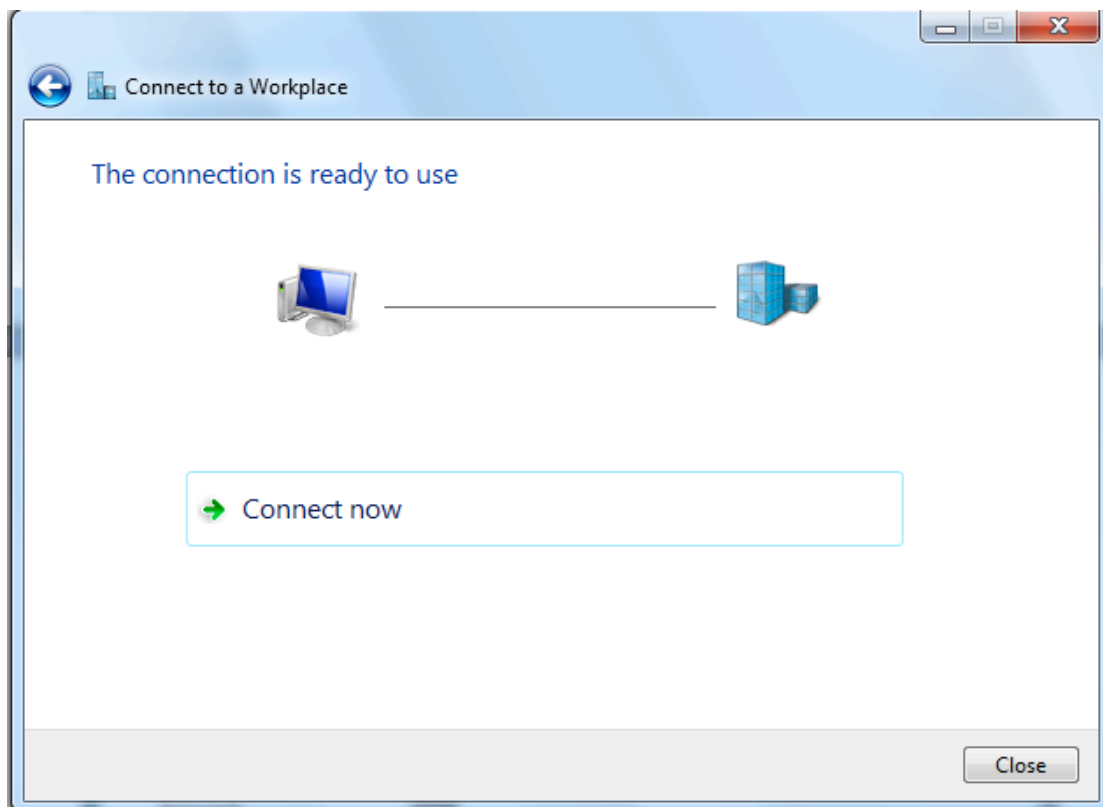 Connect to a Workplace
The connection is ready to use
Connect now
Close